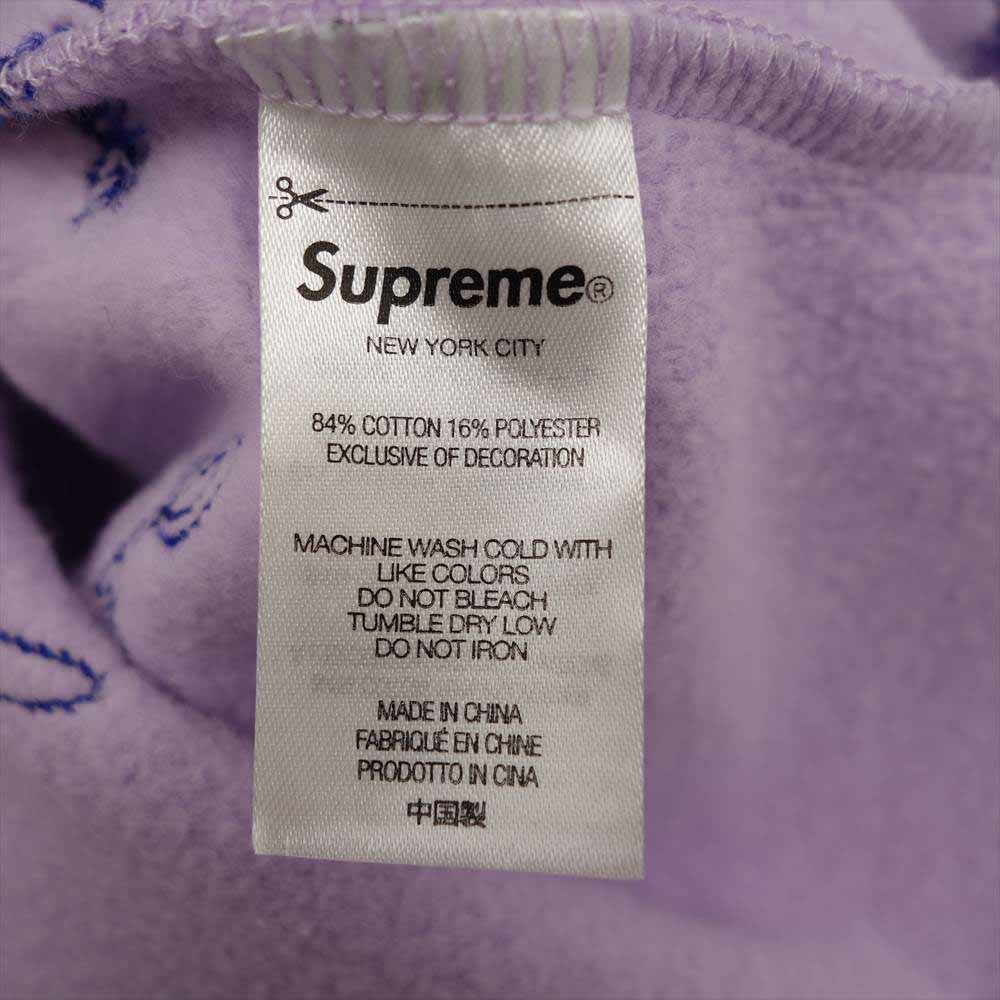 Supreme®
NEW YORK CITY
84% COTTON 16% POLYESTER
EXCLUSIVE OF DECORATION
MACHINE WASH COLD WITH
LIKE COLORS
DO NOT BLEACH
TUMBLE DRY LOW
DO NOT IRON
MADE IN CHINA
FABRIQUÉ EN CHINE
PRODOTTO IN CINA
中国製